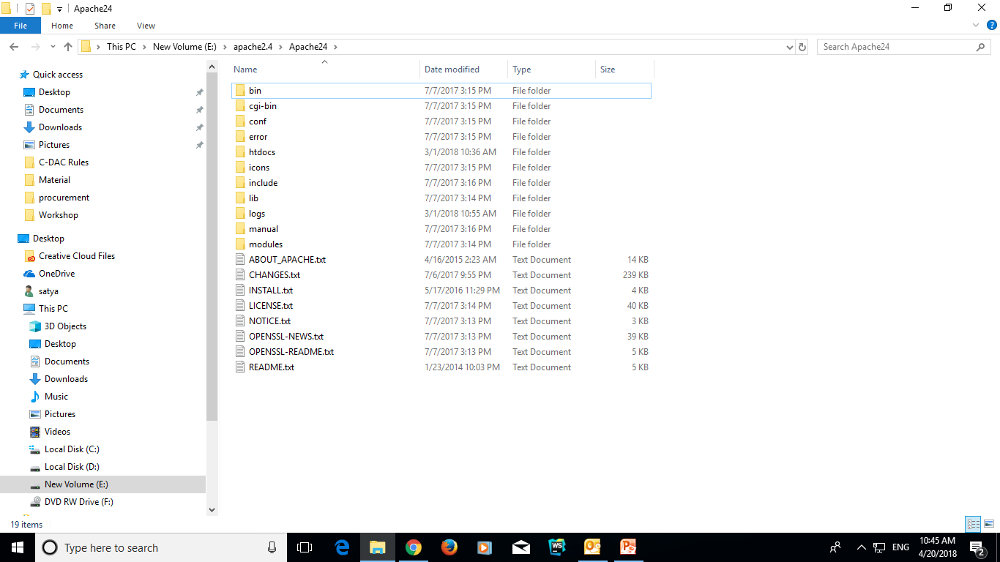 Apache24
File Home Share View
This PC New Volume (E:) apache2.4 Apache24 Search Apache24
Quick access
Desktop
Documents
Downloads
Pictures
C-DAC Rules
Material
procurement
Workshop
Desktop
Creative Cloud Files
OneDrive
satya
This PC
3D Objects
Desktop
Documents
Downloads
Music
Pictures
Videos
Local Disk (C:)
Local Disk (D:)
New Volume (E:)
DVD RW Drive (F:)
Name Date modified Type Size
bin 7/7/2017 3:15 PM File folder
cgi-bin 7/7/2017 3:15 PM File folder
conf 7/7/2017 3:15 PM File folder
error 7/7/2017 3:15 PM File folder
htdocs 3/1/2018 10:36 AM File folder
icons 7/7/2017 3:15 PM File folder
include 7/7/2017 3:16 PM File folder
lib 7/7/2017 3:14 PM File folder
logs 3/1/2018 10:55 AM File folder
manual 7/7/2017 3:16 PM File folder
modules 7/7/2017 3:14 PM File folder
ABOUT_APACHE.txt 4/16/2015 2:23 AM Text Document 14 KB
CHANGES.txt 7/6/2017 9:55 PM Text Document 239 KB
INSTALL.txt 5/17/2016 11:29 PM Text Document 4 KB
LICENSE.txt 7/7/2017 3:14 PM Text Document 40 KB
NOTICE.txt 7/7/2017 3:13 PM Text Document 3 KB
OPENSSL-NEWS.txt 7/7/2017 3:13 PM Text Document 39 KB
OPENSSL-README.txt 7/7/2017 3:13 PM Text Document 5 KB
README.txt 1/23/2014 10:03 PM Text Document 5 KB
19 items
Type here to search
WS
ENG
10:45 AM
4/20/2018
2